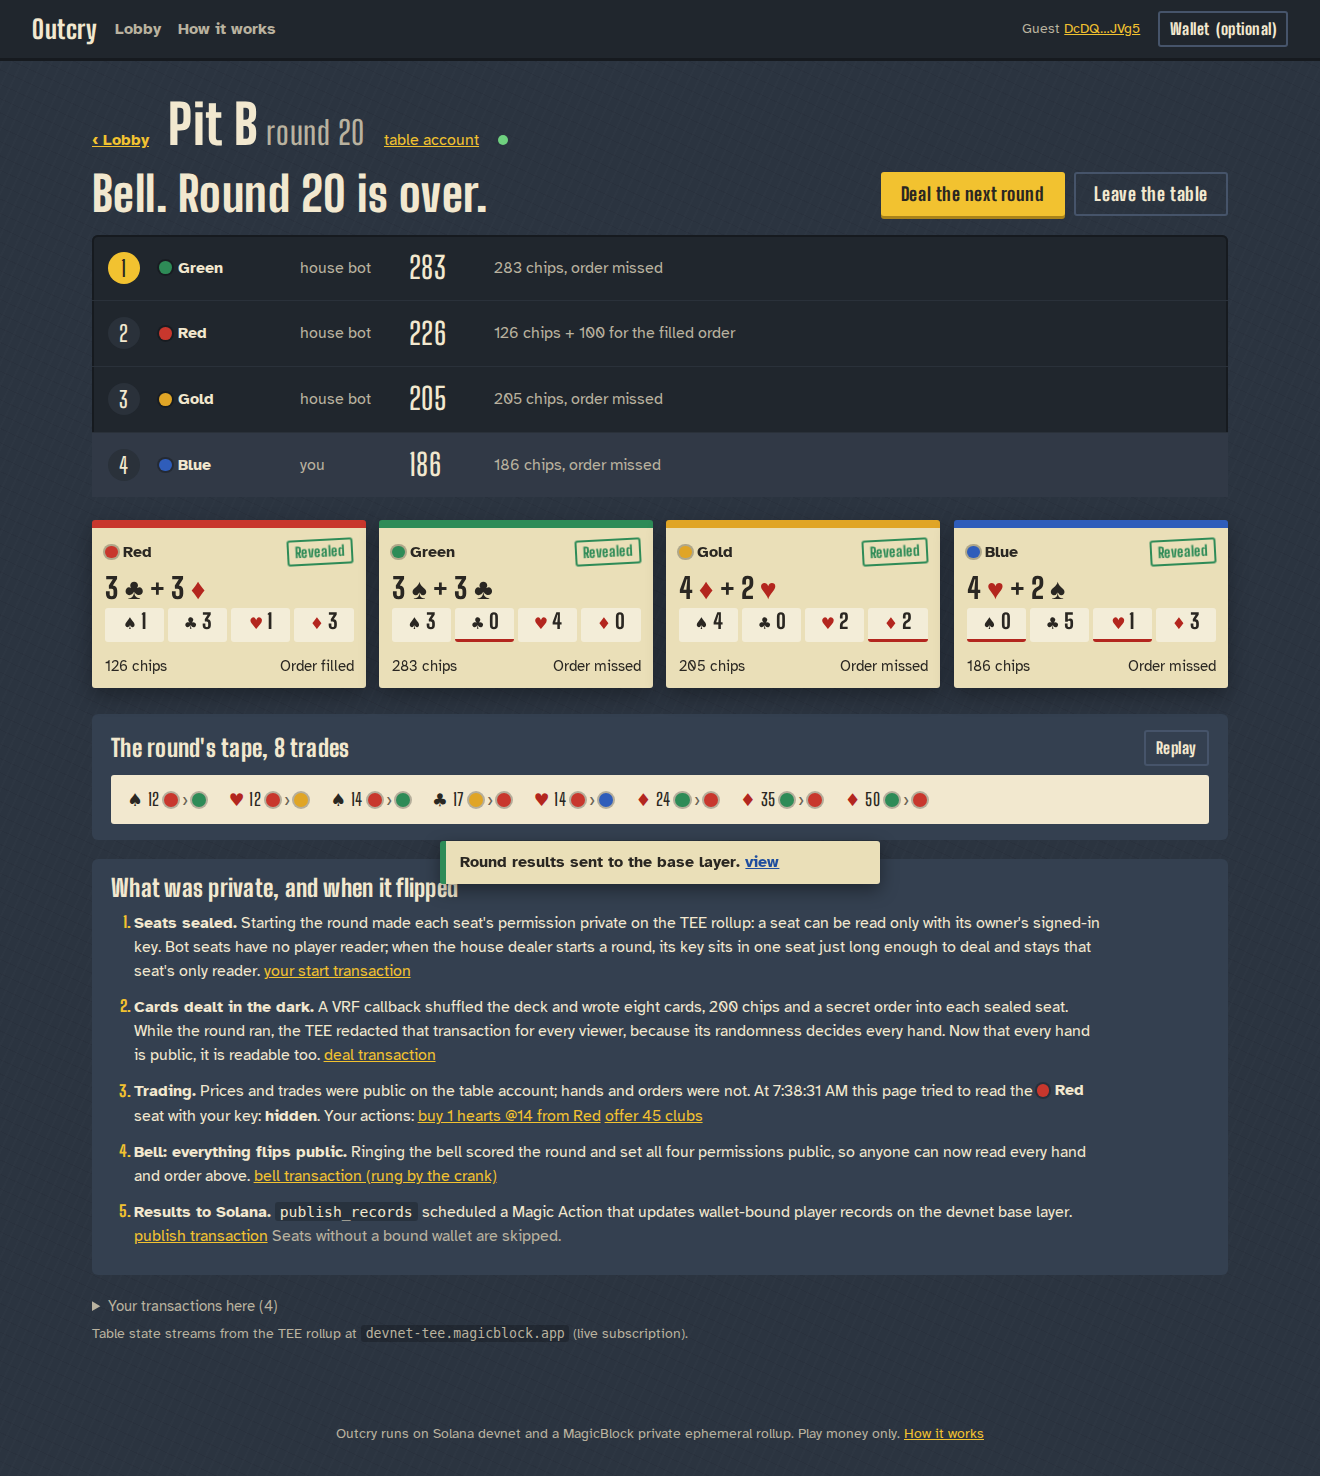 Outcry Lobby How it works Guest DcDQ...JVg5 Wallet (optional)
‹ Lobby Pit B round 20 table account
Bell. Round 20 is over. Deal the next round Leave the table
1 Green house bot 283 283 chips, order missed
2 Red house bot 226 126 chips + 100 for the filled order
3 Gold house bot 205 205 chips, order missed
4 Blue you 186 186 chips, order missed
Red Revealed
3 ♣ + 3 ♦
♠ 1 ♣ 3 ♥ 1 ♦ 3
126 chips Order filled
Green Revealed
3 ♠ + 3 ♣
♠ 3 ♣ 0 ♥ 4 ♦ 0
283 chips Order missed
Gold Revealed
4 ♦ + 2 ♥
♠ 4 ♣ 0 ♥ 2 ♦ 2
205 chips Order missed
Blue Revealed
4 ♥ + 2 ♠
♠ 0 ♣ 5 ♥ 1 ♦ 3
186 chips Order missed
The round's tape, 8 trades Replay
♠ 12 › ♥ 12 › ♠ 14 › ♣ 17 › ♥ 14 › ♦ 24 › ♦ 35 › ♦ 50 ›
Round results sent to the base layer. view
What was private, and when it flipped
1. Seats sealed. Starting the round made each seat's permission private on the TEE rollup: a seat can be read only with its owner's signed-in
key. Bot seats have no player reader; when the house dealer starts a round, its key sits in one seat just long enough to deal and stays that
seat's only reader. your start transaction
2. Cards dealt in the dark. A VRF callback shuffled the deck and wrote eight cards, 200 chips and a secret order into each sealed seat.
While the round ran, the TEE redacted that transaction for every viewer, because its randomness decides every hand. Now that every hand
is public, it is readable too. deal transaction
3. Trading. Prices and trades were public on the table account; hands and orders were not. At 7:38:31 AM this page tried to read the Red
seat with your key: hidden. Your actions: buy 1 hearts @14 from Red offer 45 clubs
4. Bell: everything flips public. Ringing the bell scored the round and set all four permissions public, so anyone can now read every hand
and order above. bell transaction (rung by the crank)
5. Results to Solana. publish_records scheduled a Magic Action that updates wallet-bound player records on the devnet base layer.
publish transaction Seats without a bound wallet are skipped.
▶ Your transactions here (4)
Table state streams from the TEE rollup at devnet-tee.magicblock.app (live subscription).
Outcry runs on Solana devnet and a MagicBlock private ephemeral rollup. Play money only. How it works